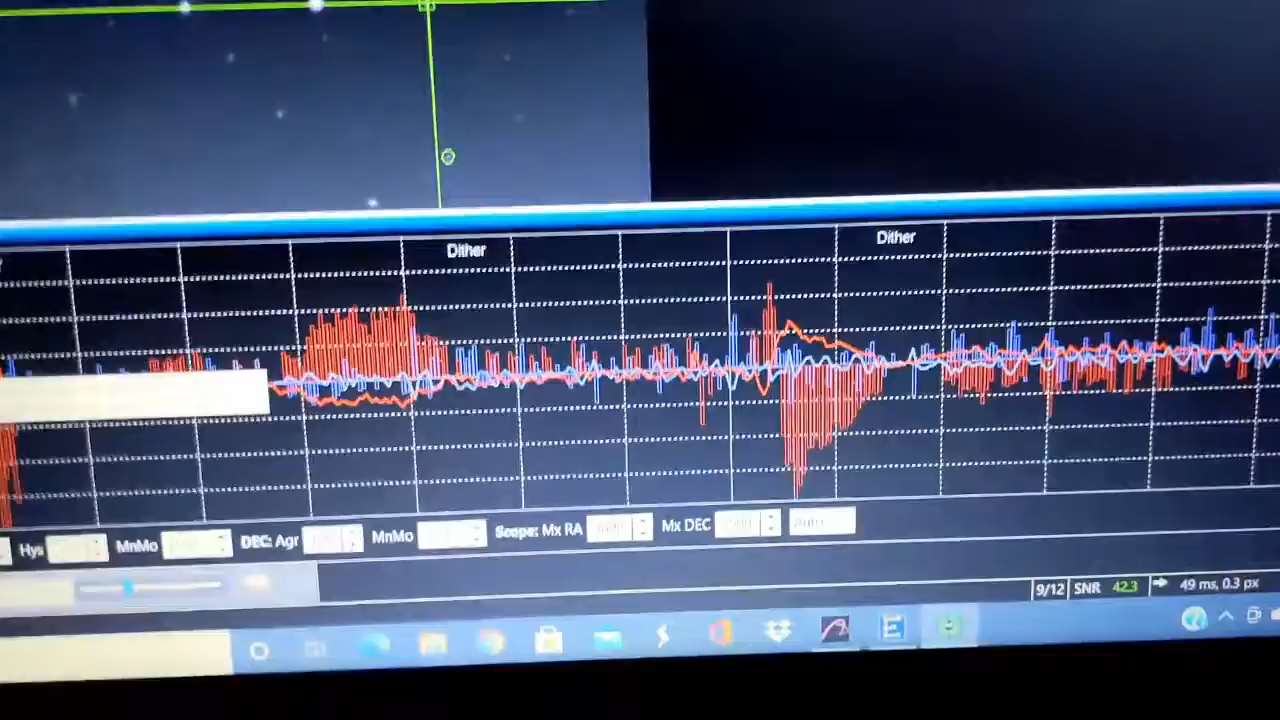 Dither
Dither
Hys MnMo DEC: Agr MnMo Scope: Mx RA Mx DEC Auto
9/12 SNR 42.3 49 ms, 0.3 px